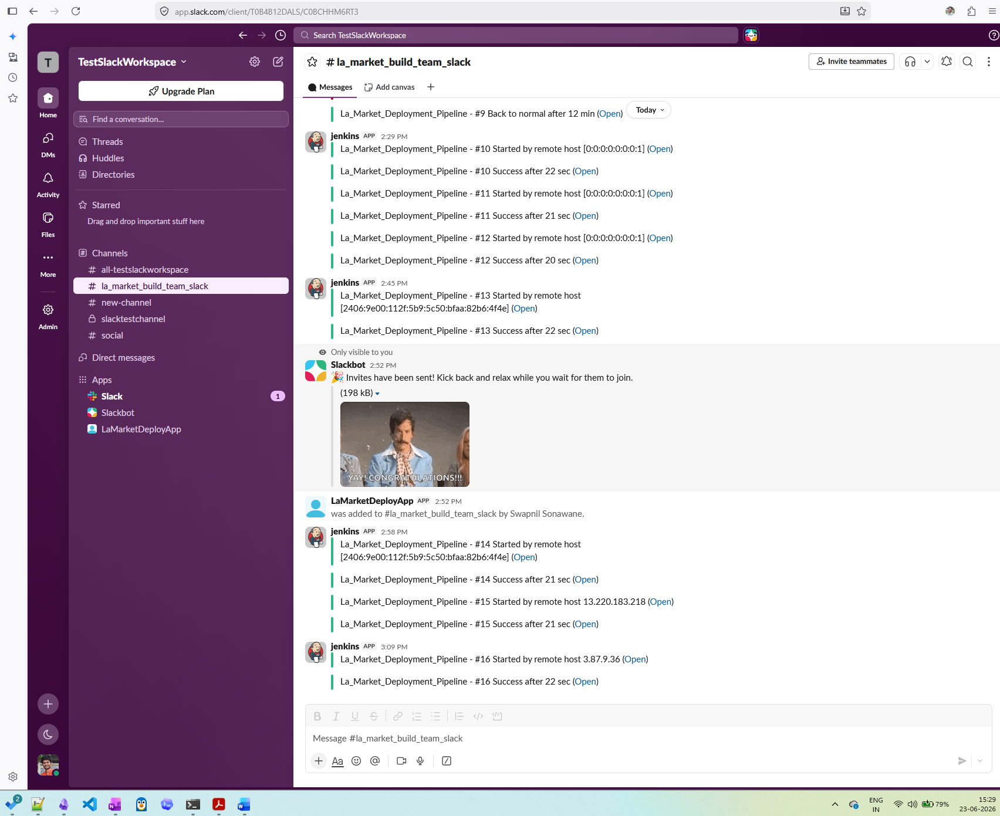 app.slack.com/client/T0B4B12DALS/C0BCHHM6RT3
Search TestSlackWorkspace
T
TestSlackWorkspace
Upgrade Plan
Find a conversation...
Home
DMs
Activity
Files
More
Admin
Threads
Huddles
Directories
Starred
Drag and drop important stuff here
Channels
# all-testslackworkspace
# la_market_build_team_slack
# new-channel
slacktestchannel
# social
Direct messages
Apps
Slack 1
Slackbot
LaMarketDeployApp
# la_market_build_team_slack
Invite teammates
Messages Add canvas
La_Market_Deployment_Pipeline - #9 Back to normal after 12 min (Open)
Today
jenkins APP 2:29 PM
La_Market_Deployment_Pipeline - #10 Started by remote host [0:0:0:0:0:0:0:1] (Open)
La_Market_Deployment_Pipeline - #10 Success after 22 sec (Open)
La_Market_Deployment_Pipeline - #11 Started by remote host [0:0:0:0:0:0:0:1] (Open)
La_Market_Deployment_Pipeline - #11 Success after 21 sec (Open)
La_Market_Deployment_Pipeline - #12 Started by remote host [0:0:0:0:0:0:0:1] (Open)
La_Market_Deployment_Pipeline - #12 Success after 20 sec (Open)
jenkins APP 2:45 PM
La_Market_Deployment_Pipeline - #13 Started by remote host
[2406:9e00:112f:5b9:5c50:bfaa:82b6:4f4e] (Open)
La_Market_Deployment_Pipeline - #13 Success after 22 sec (Open)
Only visible to you
Slackbot 2:52 PM
🎉 Invites have been sent! Kick back and relax while you wait for them to join.
(198 kB)
YAY! CONGRATULATIONS!!!
LaMarketDeployApp APP 2:52 PM
was added to #la_market_build_team_slack by Swapnil Sonawane.
jenkins APP 2:58 PM
La_Market_Deployment_Pipeline - #14 Started by remote host
[2406:9e00:112f:5b9:5c50:bfaa:82b6:4f4e] (Open)
La_Market_Deployment_Pipeline - #14 Success after 21 sec (Open)
La_Market_Deployment_Pipeline - #15 Started by remote host 13.220.183.218 (Open)
La_Market_Deployment_Pipeline - #15 Success after 21 sec (Open)
jenkins APP 3:09 PM
La_Market_Deployment_Pipeline - #16 Started by remote host 3.87.9.36 (Open)
La_Market_Deployment_Pipeline - #16 Success after 22 sec (Open)
B I U S
Message #la_market_build_team_slack
Aa
2
ENG
IN
79%
15:29
23-06-2026